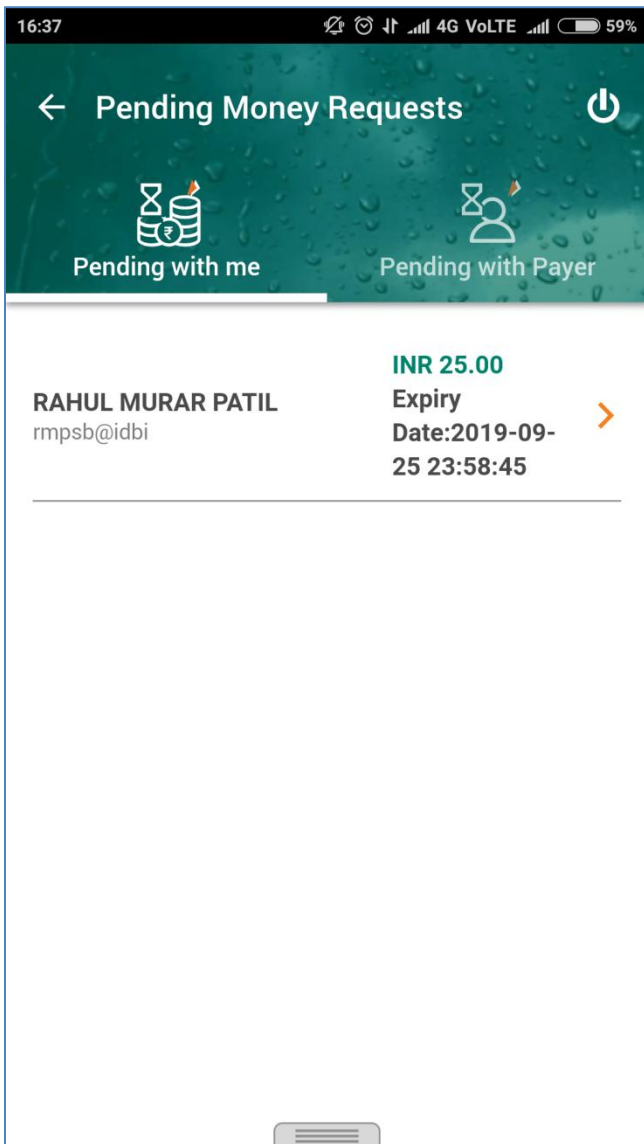 16:37 4G VoLTE 59%
Pending Money Requests
Pending with me
Pending with Payer
RAHUL MURAR PATIL
rmpsb@idbi
INR 25.00
Expiry
Date:2019-09-
25 23:58:45